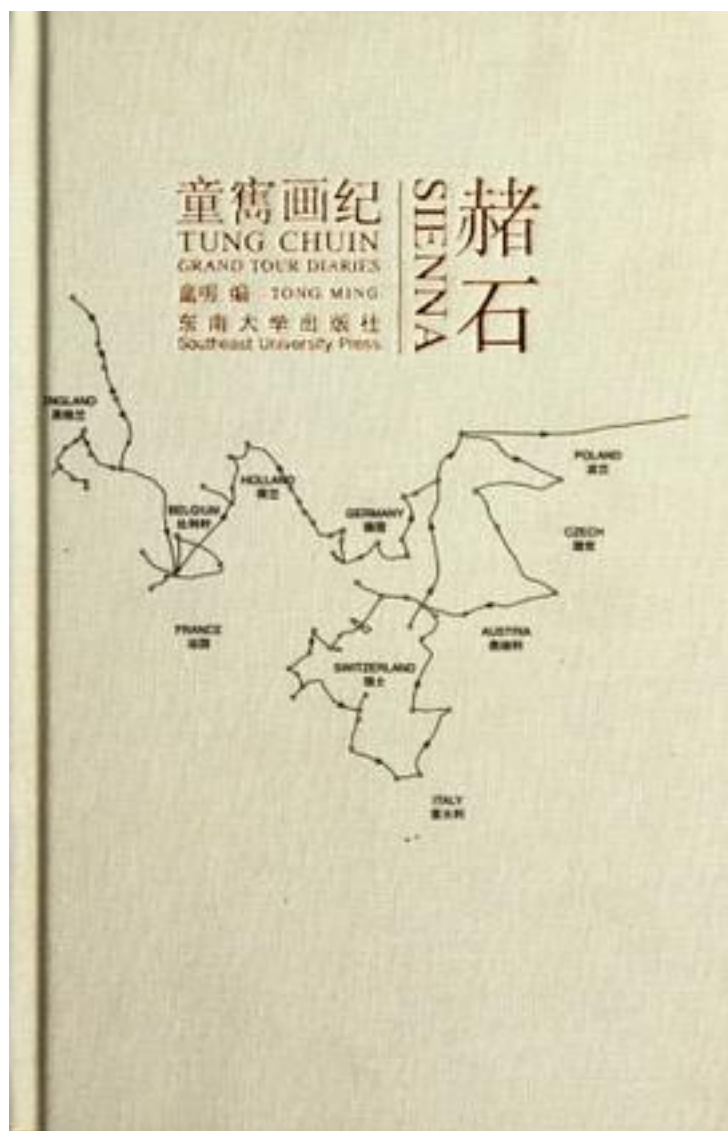 童寯画纪
TUNG CHUIN
GRAND TOUR DIARIES
童明 编 TONG MING
东南大学出版社
Southeast University Press
赭石
SIENNA
ENGLAND
英格兰
HOLLAND
荷兰
BELGIUM
比利时
GERMANY
德国
POLAND
波兰
CZECH
捷克
FRANCE
法国
AUSTRIA
奥地利
SWITZERLAND
瑞士
ITALY
意大利